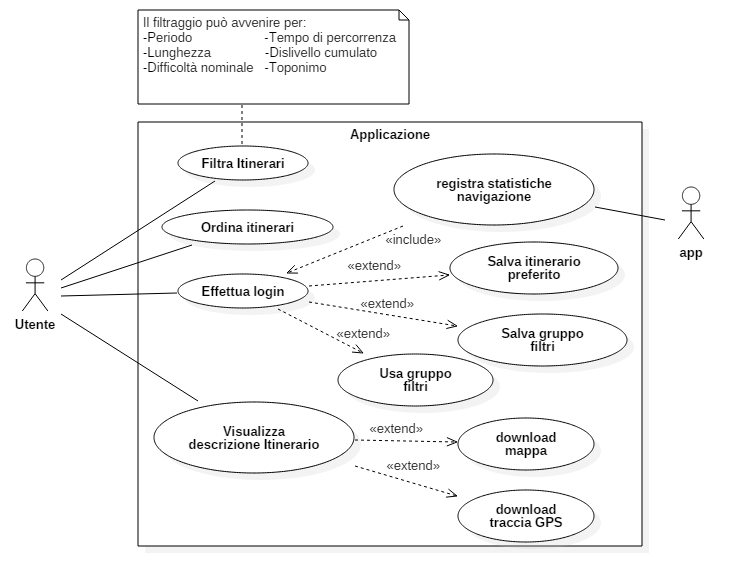 Il filtraggio può avvenire per:
-Periodo -Tempo di percorrenza
-Lunghezza -Dislivello cumulato
-Difficoltà nominale -Toponimo
Applicazione
Filtra Itinerari
registra statistiche
navigazione
Ordina itinerari
«include»
app
Salva itinerario
preferito
«extend»
Effettua login
«extend»
Utente
«extend»
Salva gruppo
filtri
Usa gruppo
filtri
Visualizza
descrizione Itinerario
«extend»
download
mappa
«extend»
download
traccia GPS